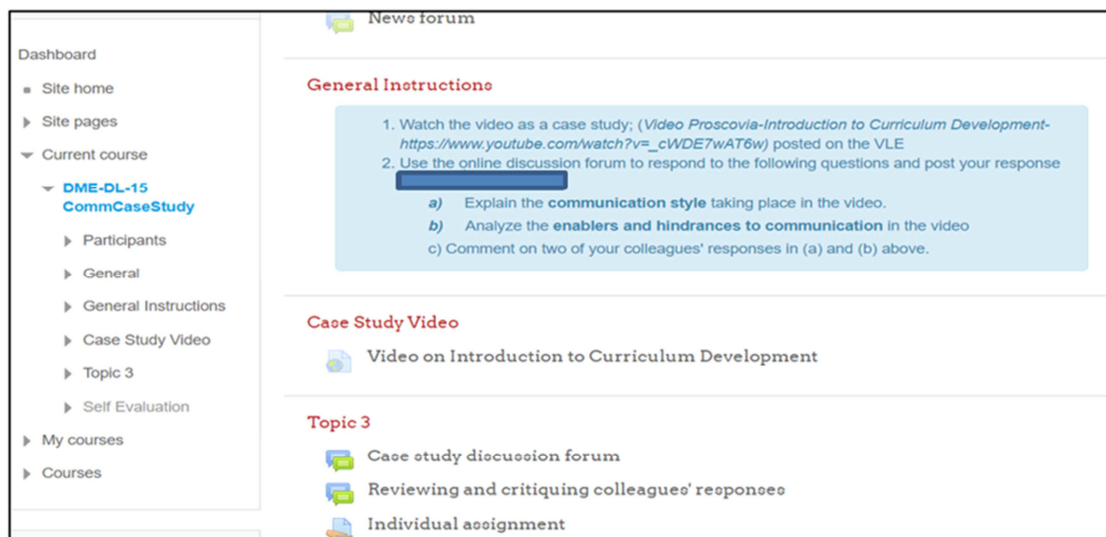 Dashboard
Site home
Site pages
Current course
DME-DL-15
CommCaseStudy
Participants
General
General Instructions
Case Study Video
Topic 3
Self Evaluation
My courses
Courses
News forum
General Instructions
1. Watch the video as a case study; (Video Proscovia-Introduction to Curriculum Development-
https://www.youtube.com/watch?v=_cWDE7wAT6w) posted on the VLE
2. Use the online discussion forum to respond to the following questions and post your response
a) Explain the communication style taking place in the video.
b) Analyze the enablers and hindrances to communication in the video
c) Comment on two of your colleagues' responses in (a) and (b) above.
Case Study Video
Video on Introduction to Curriculum Development
Topic 3
Case study discussion forum
Reviewing and critiquing colleagues' responses
Individual assignment